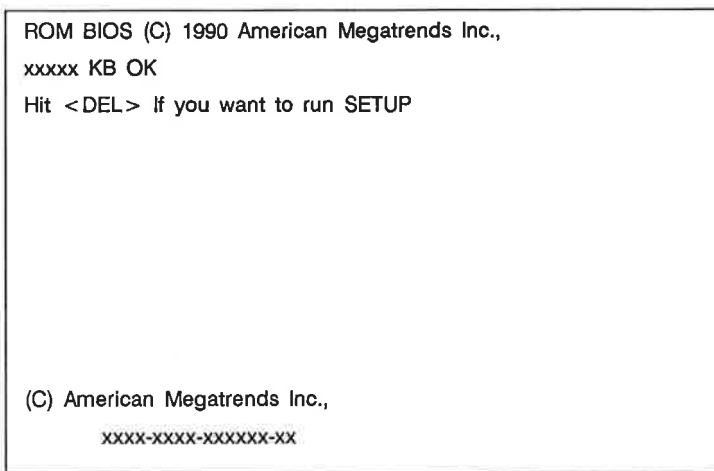 ROM BIOS (C) 1990 American Megatrends Inc.,
xxxxx KB OK
Hit <DEL> If you want to run SETUP
(C) American Megatrends Inc.,
xxxx-xxxx-xxxxxx-xx